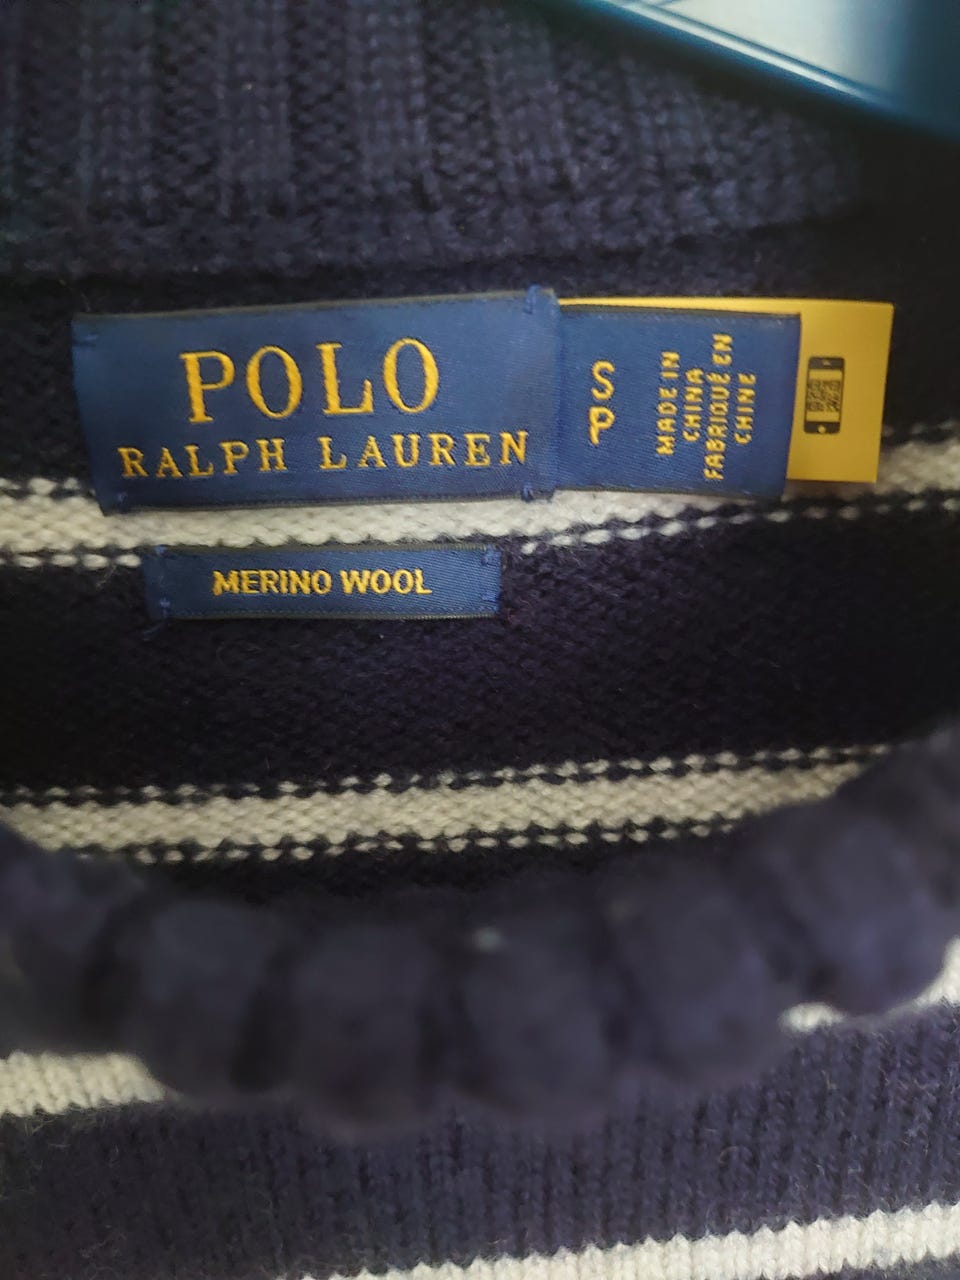 POLO
RALPH LAUREN
S
P
MADE IN
CHINA
FABRIQUÉ EN
CHINE
MERINO WOOL